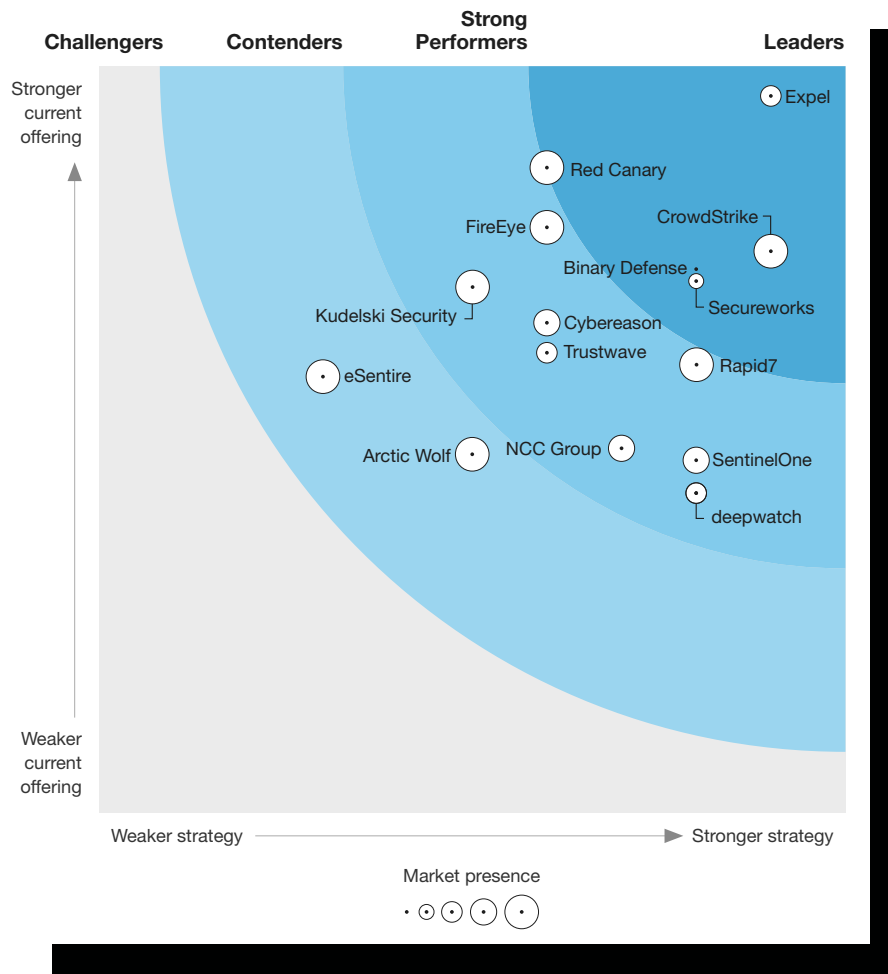 Challengers
Contenders
Strong
Performers
Leaders
Stronger
current
offering
Expel
Red Canary
CrowdStrike
FireEye
Binary Defense
Secureworks
Kudelski Security
Cybereason
Trustwave
Rapid7
eSentire
NCC Group
Arctic Wolf
SentinelOne
deepwatch
Weaker
current
offering
Weaker strategy
Stronger strategy
Market presence